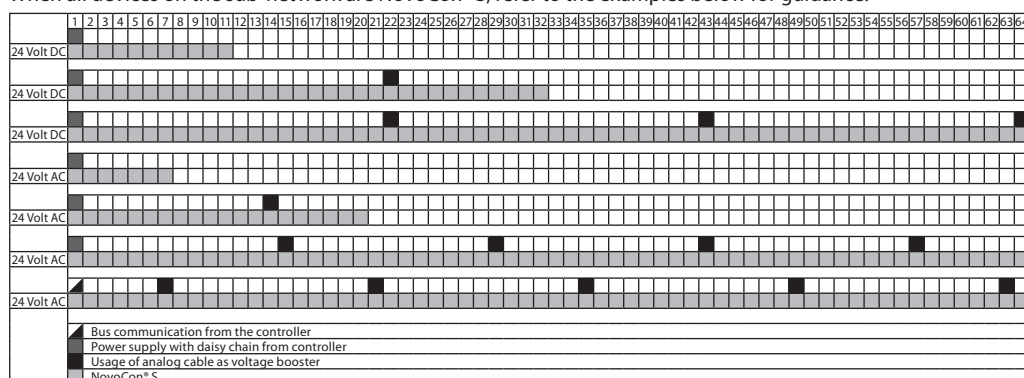 When all devices on the sub-network are NovoCon® S, refer to the examples below for guidance.
1 2 3 4 5 6 7 8 9 10 11 12 13 14 15 16 17 18 19 20 21 22 23 24 25 26 27 28 29 30 31 32 33 34 35 36 37 38 39 40 41 42 43 44 45 46 47 48 49 50 51 52 53 54 55 56 57 58 59 60 61 62 63 64
24 Volt DC
24 Volt DC
24 Volt DC
24 Volt AC
24 Volt AC
24 Volt AC
24 Volt AC
Bus communication from the controller
Power supply with daisy chain from controller
Usage of analog cable as voltage booster
NovoCon® S